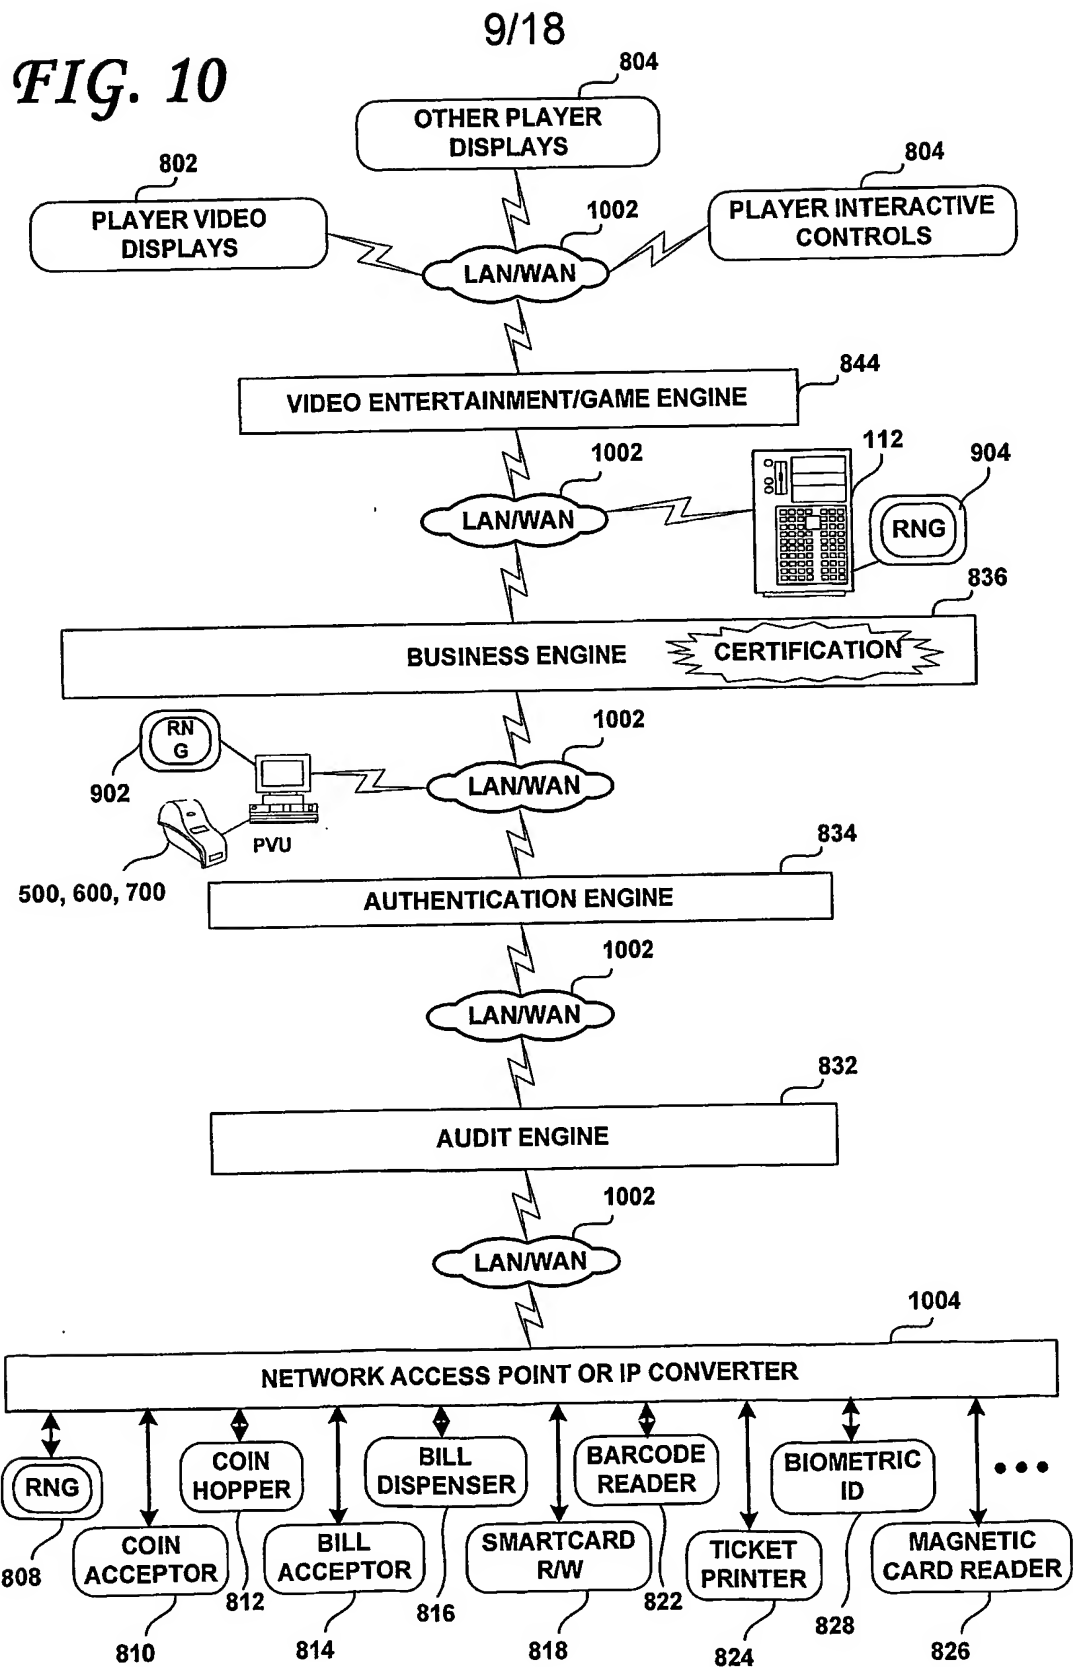 9/18
FIG. 10
804
OTHER PLAYER
DISPLAYS
802
PLAYER VIDEO
DISPLAYS
804
PLAYER INTERACTIVE
CONTROLS
1002
LAN/WAN
844
VIDEO ENTERTAINMENT/GAME ENGINE
1002
LAN/WAN
112
904
RNG
836
BUSINESS ENGINE
CERTIFICATION
RN
G
902
1002
LAN/WAN
PVU
500, 600, 700
834
AUTHENTICATION ENGINE
1002
LAN/WAN
832
AUDIT ENGINE
1002
LAN/WAN
1004
NETWORK ACCESS POINT OR IP CONVERTER
RNG
808
COIN
ACCEPTOR
810
COIN
HOPPER
812
BILL
ACCEPTOR
814
BILL
DISPENSER
816
SMARTCARD
R/W
818
BARCODE
READER
822
TICKET
PRINTER
824
BIOMETRIC
ID
828
MAGNETIC
CARD READER
826